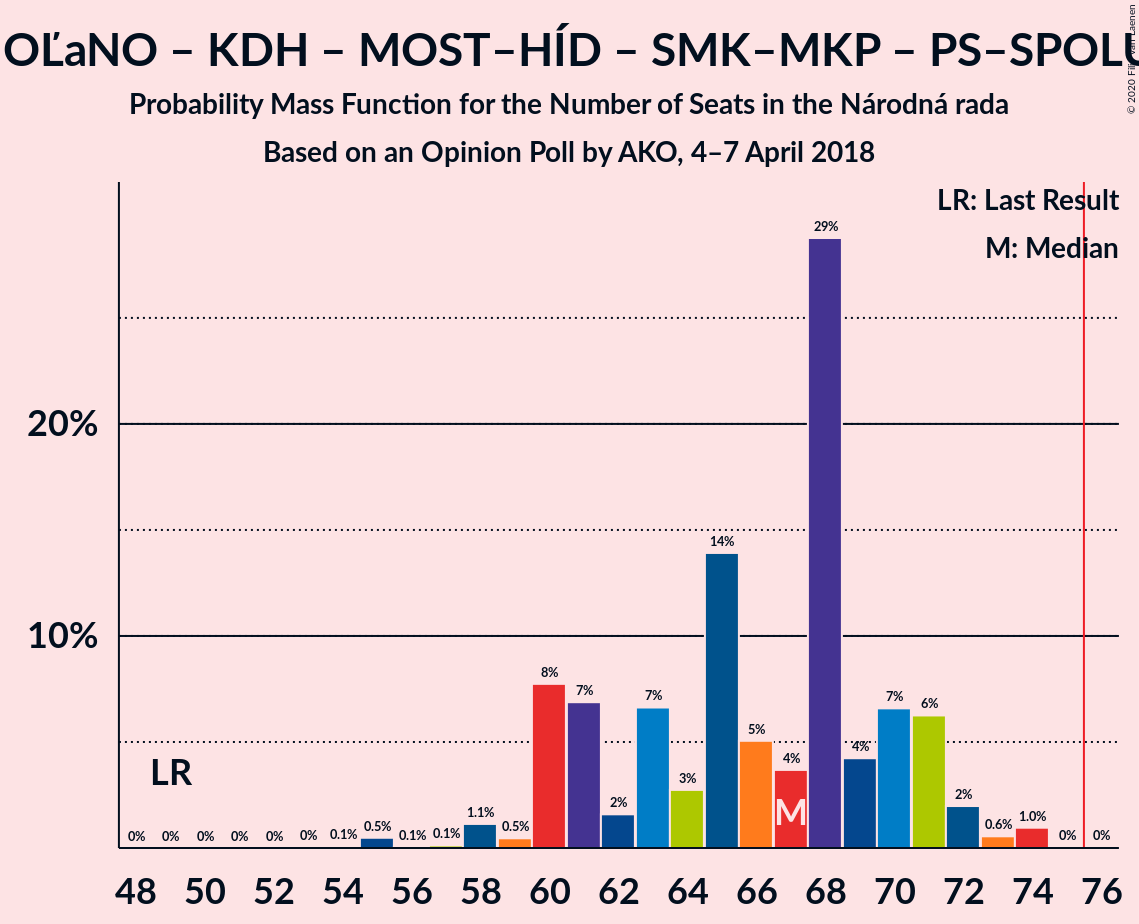 OĽaNO – KDH – MOST–HÍD – SMK–MKP – PS–SPOLU
Probability Mass Function for the Number of Seats in the Národná rada
Based on an Opinion Poll by AKO, 4–7 April 2018
© 2020 Filip van Laenen
LR: Last Result
M: Median
29%
20%
14%
10%
8%
7%
7%
7%
6%
5%
4%
4%
3%
2%
2%
LR
M
0% 0% 0% 0% 0% 0% 0.1% 0.5% 0.1% 0.1% 1.1% 0.5% 0.6% 1.0% 0% 0%
48 50 52 54 56 58 60 62 64 66 68 70 72 74 76